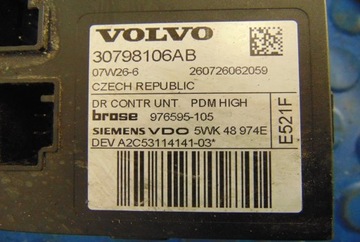 VOLVO
30798106AB
07W26-6 260726062059
CZECH REPUBLIC
DR CONTR UNT PDM HIGH
brose 976595-105
SIEMENS VDO 5WK 48 974E
DEV A2C53114141-03*
E521F